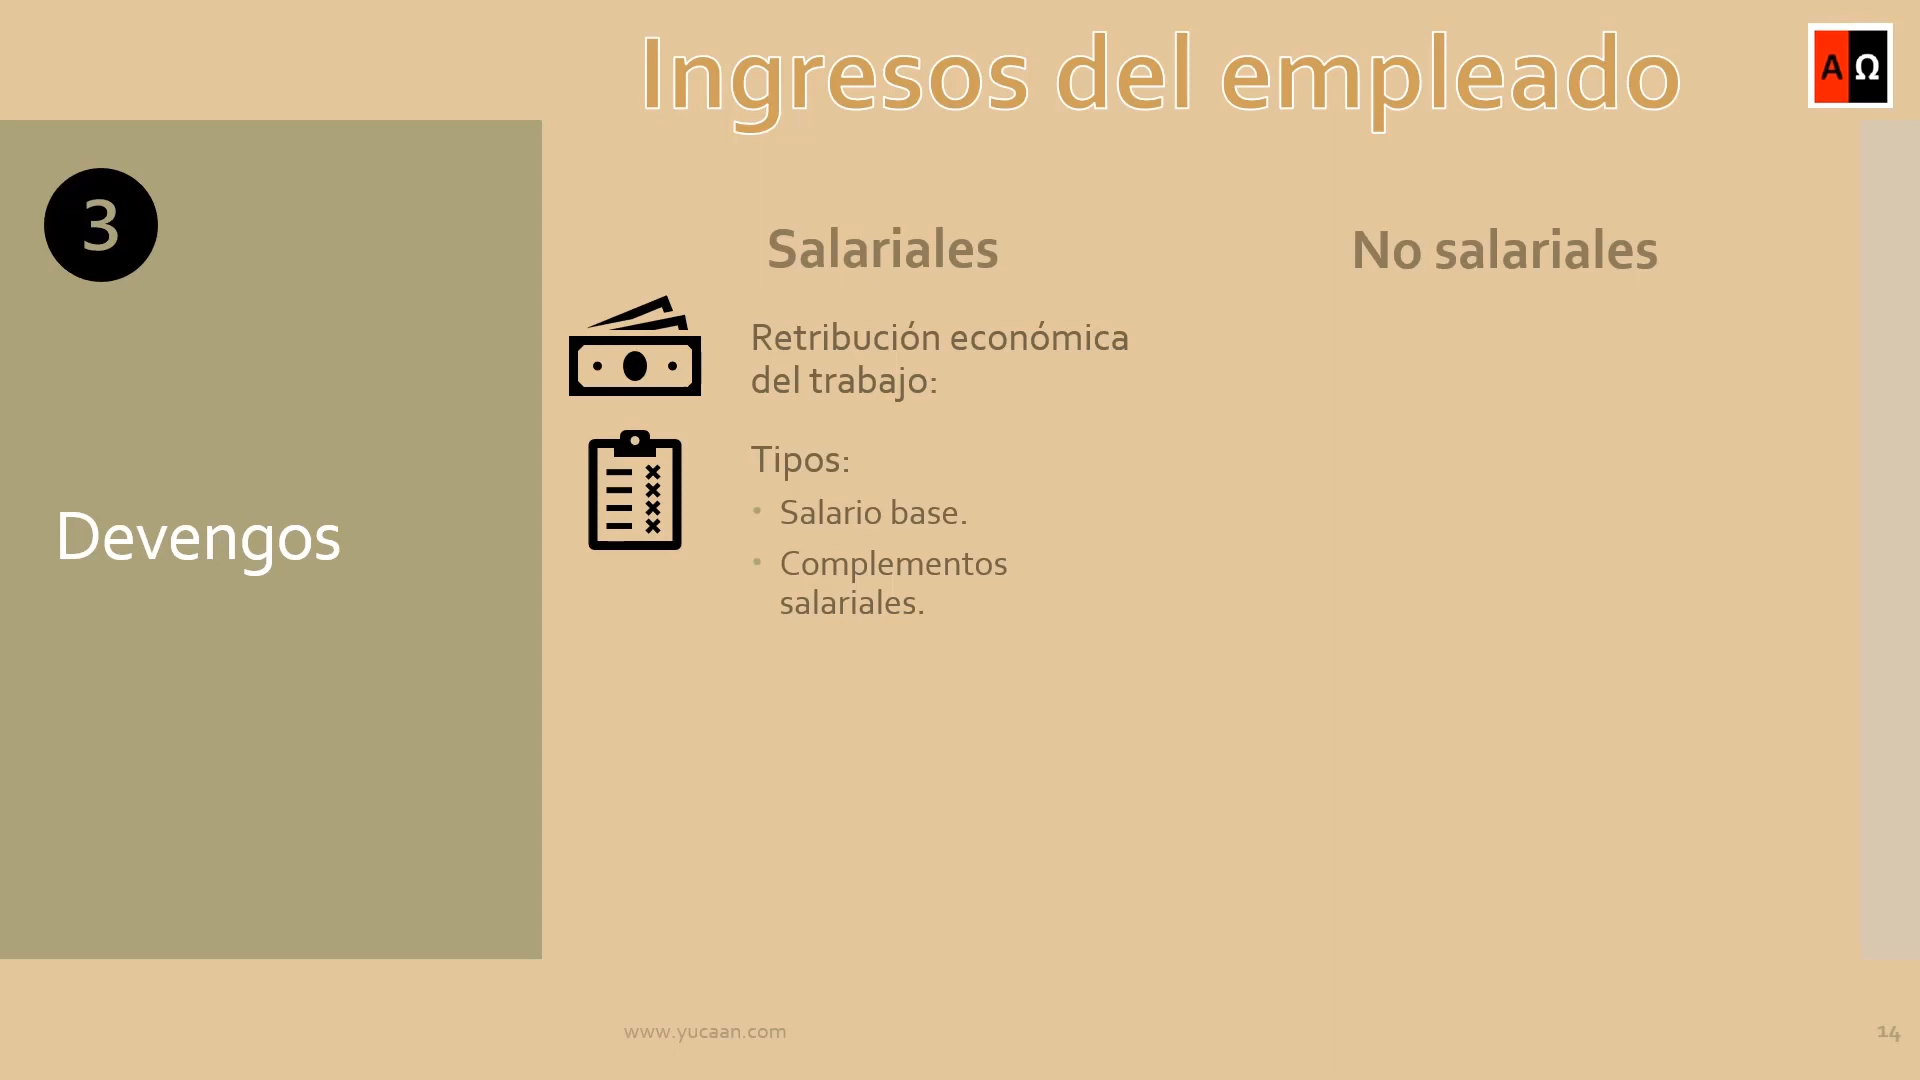 Ingresos del empleado
A Ω
3
Devengos
Salariales
Retribución económica
del trabajo:
Tipos:
• Salario base.
• Complementos
salariales.
No salariales
www.yucaan.com
14